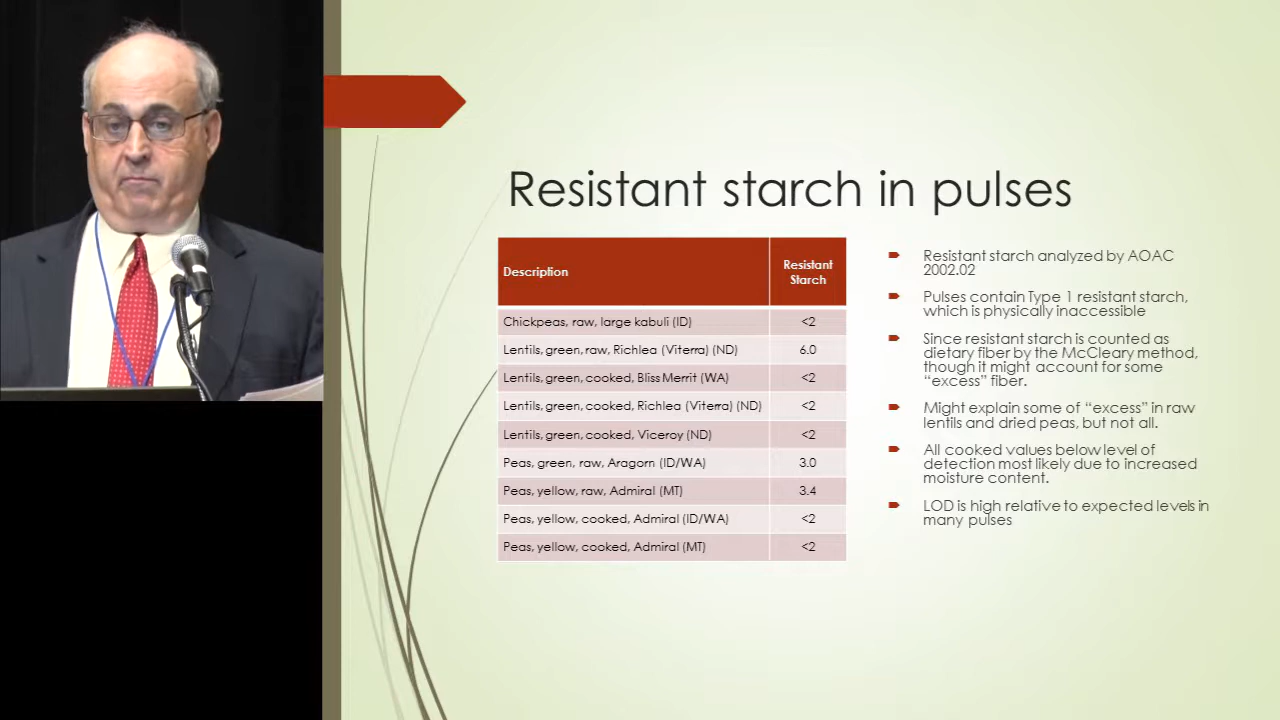 Resistant starch in pulses
Description
Resistant
Starch
Chickpeas, raw, large kabuli (ID)
<2
Lentils, green, raw, Richlea (Viterra) (ND)
6.0
Lentils, green, cooked, Bliss Merrit (WA)
<2
Lentils, green, cooked, Richlea (Viterra) (ND)
<2
Lentils, green, cooked, Viceroy (ND)
<2
Peas, green, raw, Aragorn (ID/WA)
3.0
Peas, yellow, raw, Admiral (MT)
3.4
Peas, yellow, cooked, Admiral (ID/WA)
<2
Peas, yellow, cooked, Admiral (MT)
<2
Resistant starch analyzed by AOAC
2002.02
Pulses contain Type 1 resistant starch,
which is physically inaccessible
Since resistant starch is counted as
dietary fiber by the McCleary method,
though it might account for some
“excess” fiber.
Might explain some of “excess” in raw
lentils and dried peas, but not all.
All cooked values below level of
detection most likely due to increased
moisture content.
LOD is high relative to expected levels in
many pulses